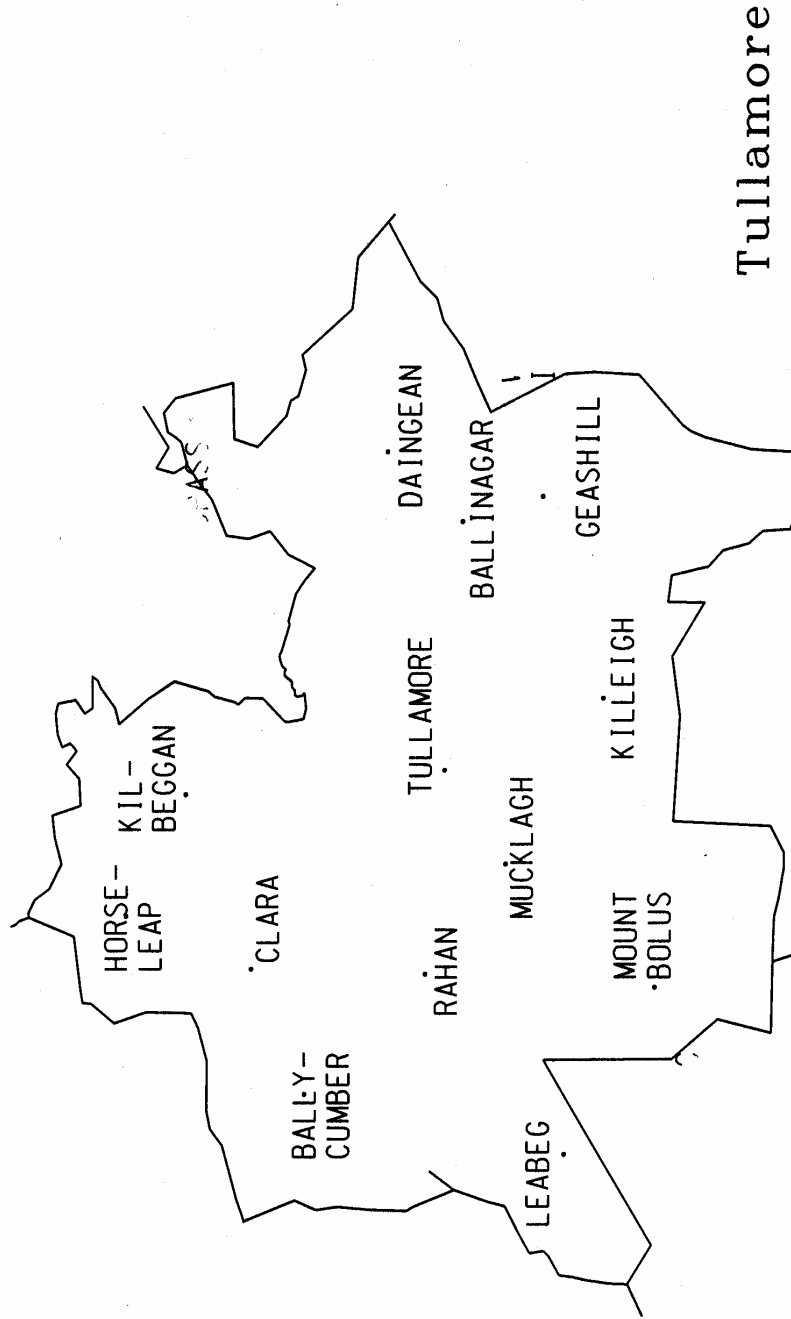 HORSE-
LEAP
KIL-
BEGGAN
CLARA
BALLY-
CUMBER
TULLAMORE
DAINGEAN
RAHAN
BALLINAGAR
MUCKLAGH
LEABEG
GEASHILL
KILLEIGH
MOUNT
BOLUS
Tullamore